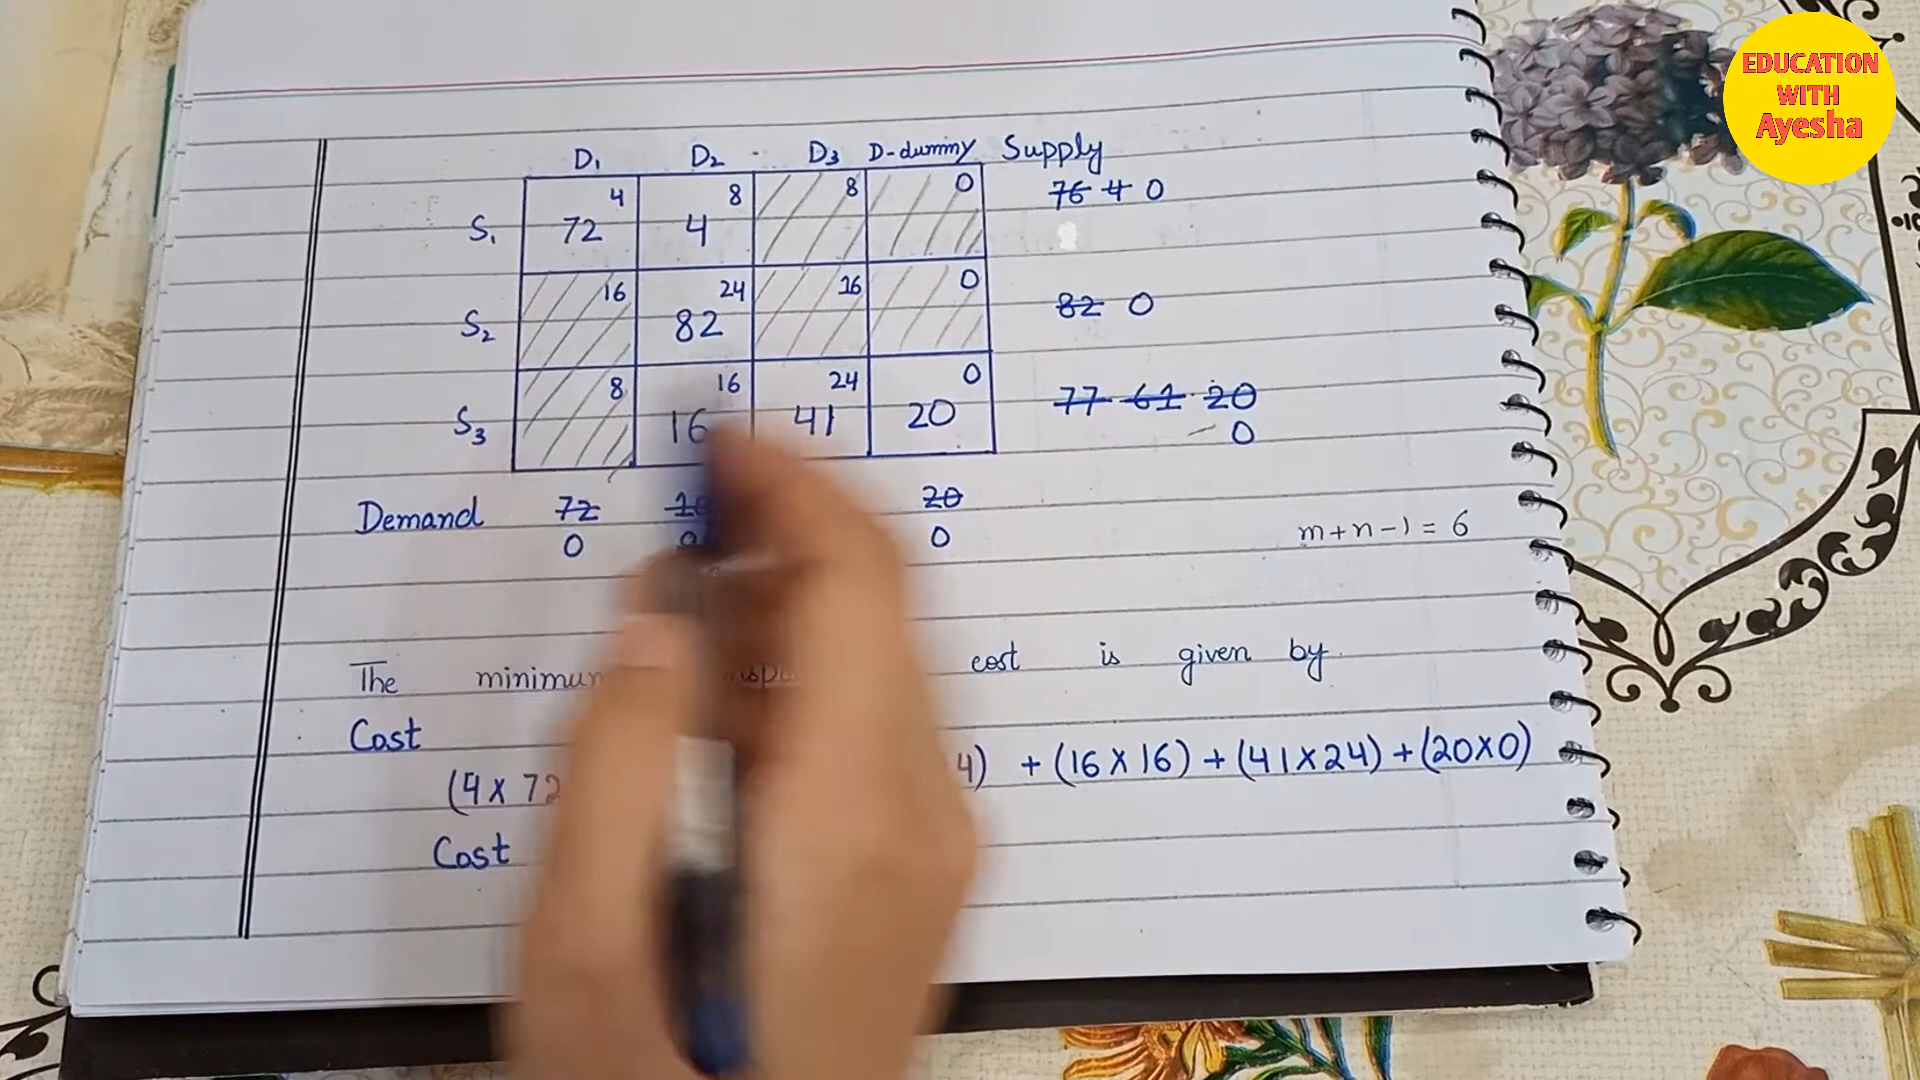 EDUCATION
WITH
Ayesha
D1 D2 D3 D-dummy Supply
4 8 8 0 76 4 0
S1 72 4
16 24 16 0 82 0
S2 82
8 16 24 0 77 61 20
S3 16 41 20 0
Demand 72 20
0 0
m+n-1=6
The cost is given by
Cost
(4×72 4) + (16×16) + (41×24) + (20×0)
Cost